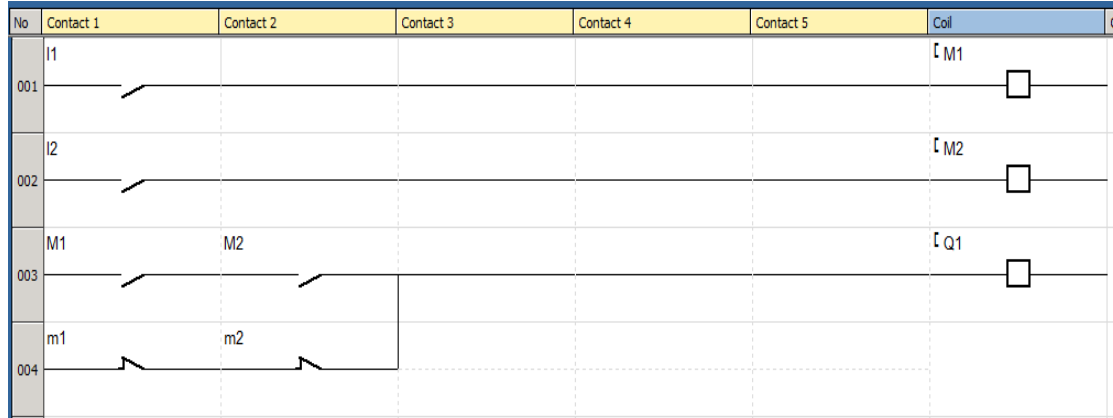 No Contact 1 Contact 2 Contact 3 Contact 4 Contact 5 Coil
I1 [ M1
001
I2 [ M2
002
M1 M2 [ Q1
003
m1 m2
004